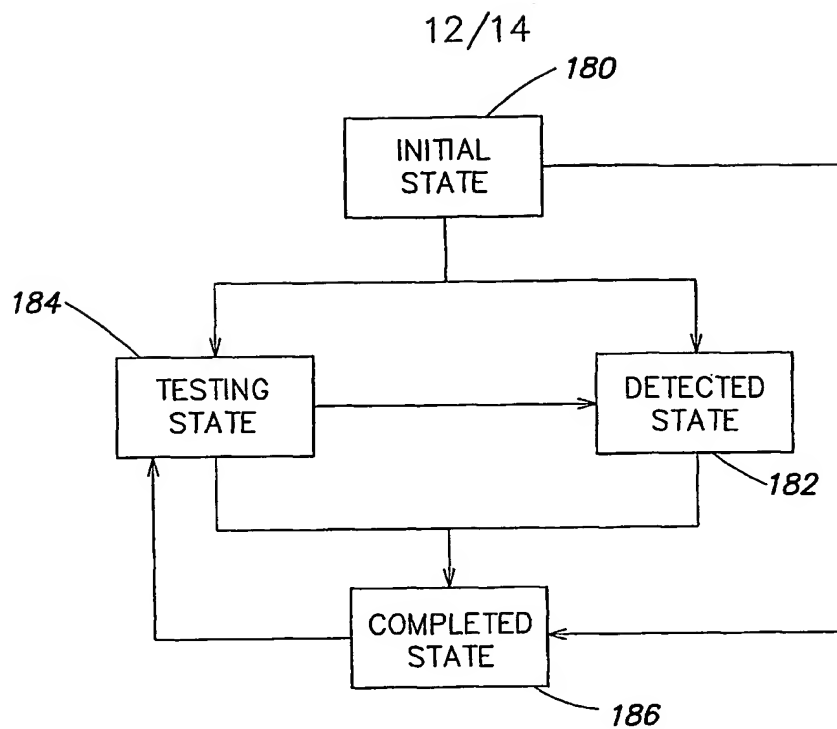 12/14
180
INITIAL
STATE
184
TESTING
STATE
DETECTED
STATE
182
COMPLETED
STATE
186